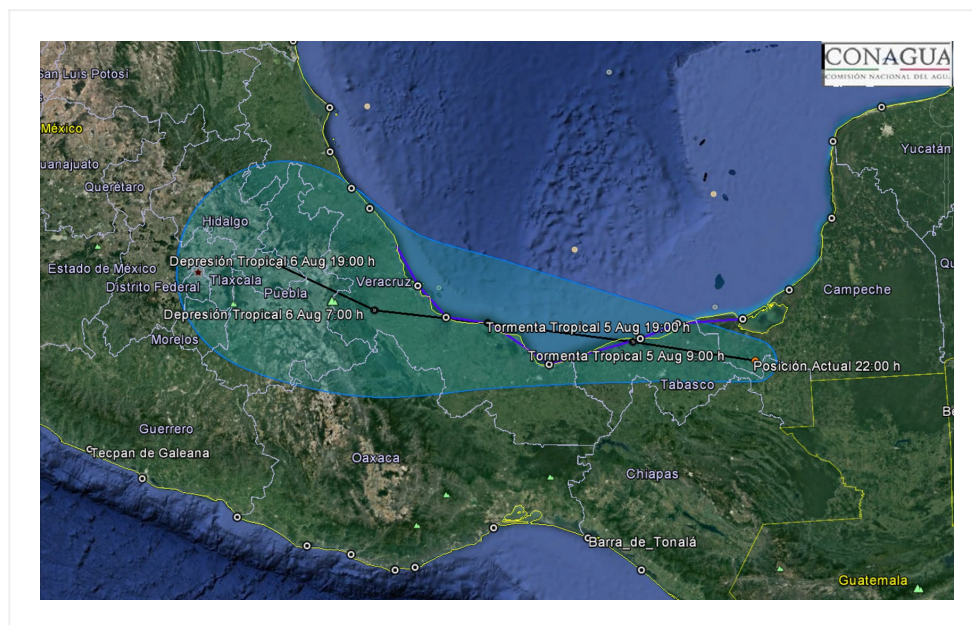 CONAGUA
COMISIÓN NACIONAL DEL AGU
San Luis Potosí
México
Yucatán
uanajuato
Querétaro
Hidalgo
Depresión Tropical 6 Aug 19:00 h
Estado de México
Tlaxcala
Distrito Federal
Veracruz
Puebla
Campeche
Qu
Depresión Tropical 6 Aug 7:00 h
Tormenta Tropical 5 Aug 19:00 h
Morelos
Tormenta Tropical 5 Aug 9:00 h
Posición Actual 22:00 h
Tabasco
Be
Guerrero
Tecpan de Galeana
Oaxaca
Chiapas
Barra_de_Tonalá
Guatemala